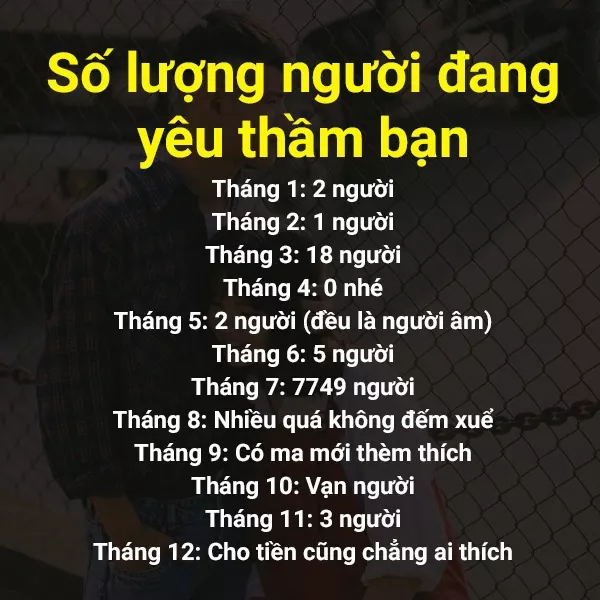 Số lượng người đang
yêu thầm bạn
Tháng 1: 2 người
Tháng 2: 1 người
Tháng 3: 18 người
Tháng 4: 0 nhé
Tháng 5: 2 người (đều là người âm)
Tháng 6: 5 người
Tháng 7: 7749 người
Tháng 8: Nhiều quá không đếm xuể
Tháng 9: Có ma mới thèm thích
Tháng 10: Vạn người
Tháng 11: 3 người
Tháng 12: Cho tiền cũng chẳng ai thích